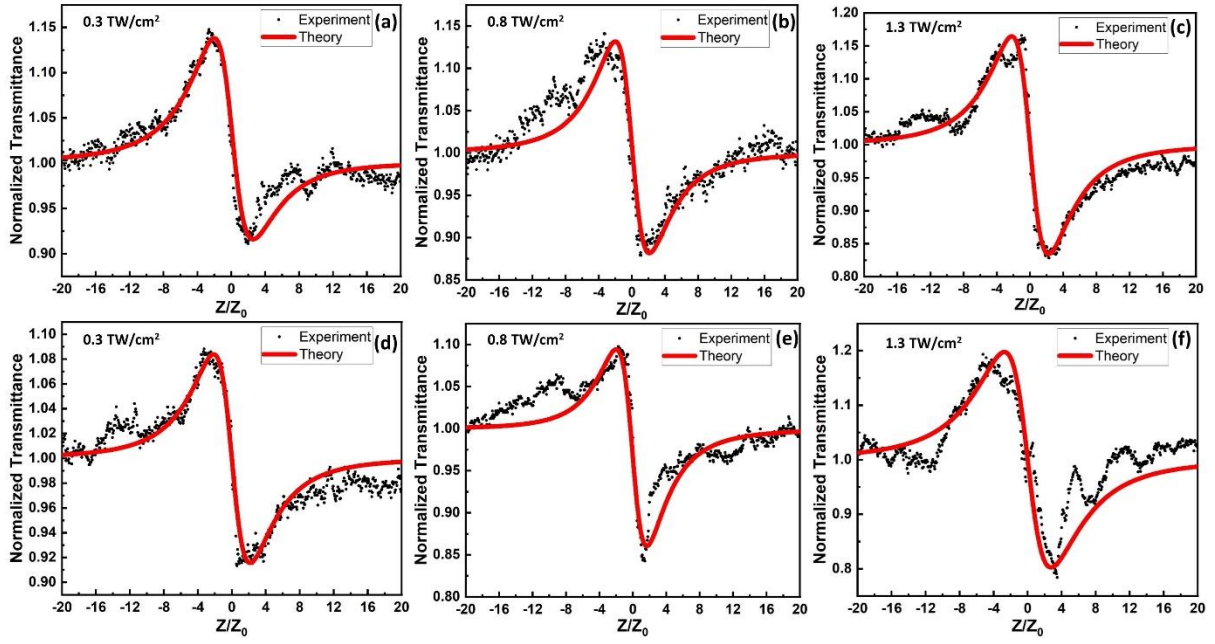 0.3 TW/cm²
Experiment
Theory
(a)
Normalized Transmittance
1.15
1.10
1.05
1.00
0.95
0.90
-20 -16 -12 -8 -4 0 4 8 12 16 20
Z/Z₀
0.8 TW/cm²
Experiment
Theory
(b)
Normalized Transmittance
1.15
1.10
1.05
1.00
0.95
0.90
0.85
-20 -16 -12 -8 -4 0 4 8 12 16 20
Z/Z₀
1.3 TW/cm²
Experiment
Theory
(c)
Normalized Transmittance
1.20
1.15
1.10
1.05
1.00
0.95
0.90
0.85
0.80
-20 -16 -12 -8 -4 0 4 8 12 16 20
Z/Z₀
0.3 TW/cm²
Experiment
Theory
(d)
Normalized Transmittance
1.10
1.08
1.06
1.04
1.02
1.00
0.98
0.96
0.94
0.92
0.90
-20 -16 -12 -8 -4 0 4 8 12 16 20
Z/Z₀
0.8 TW/cm²
Experiment
Theory
(e)
Normalized Transmittance
1.10
1.05
1.00
0.95
0.90
0.85
0.80
-20 -16 -12 -8 -4 0 4 8 12 16 20
Z/Z₀
1.3 TW/cm²
Experiment
Theory
(f)
Normalized Transmittance
1.2
1.1
1.0
0.9
0.8
-20 -16 -12 -8 -4 0 4 8 12 16 20
Z/Z₀